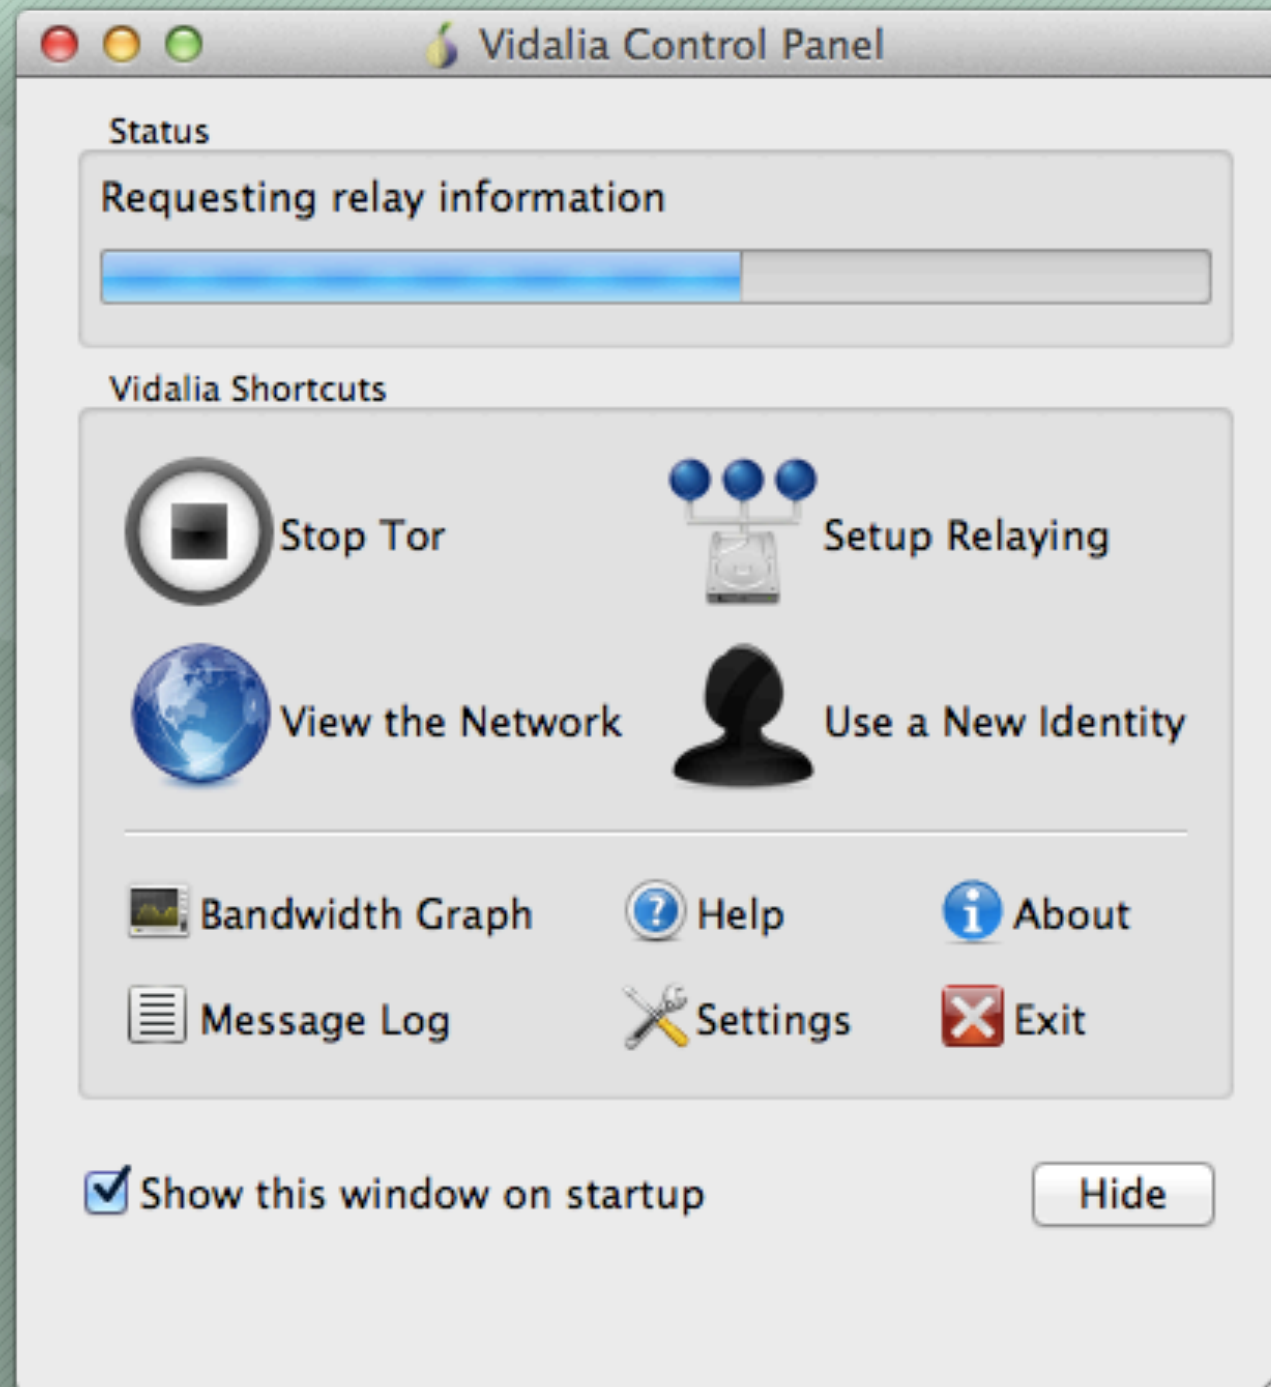 Vidalia Control Panel
Status
Requesting relay information
Vidalia Shortcuts
Stop Tor
Setup Relaying
View the Network
Use a New Identity
Bandwidth Graph
Help
About
Message Log
Settings
Exit
Show this window on startup
Hide